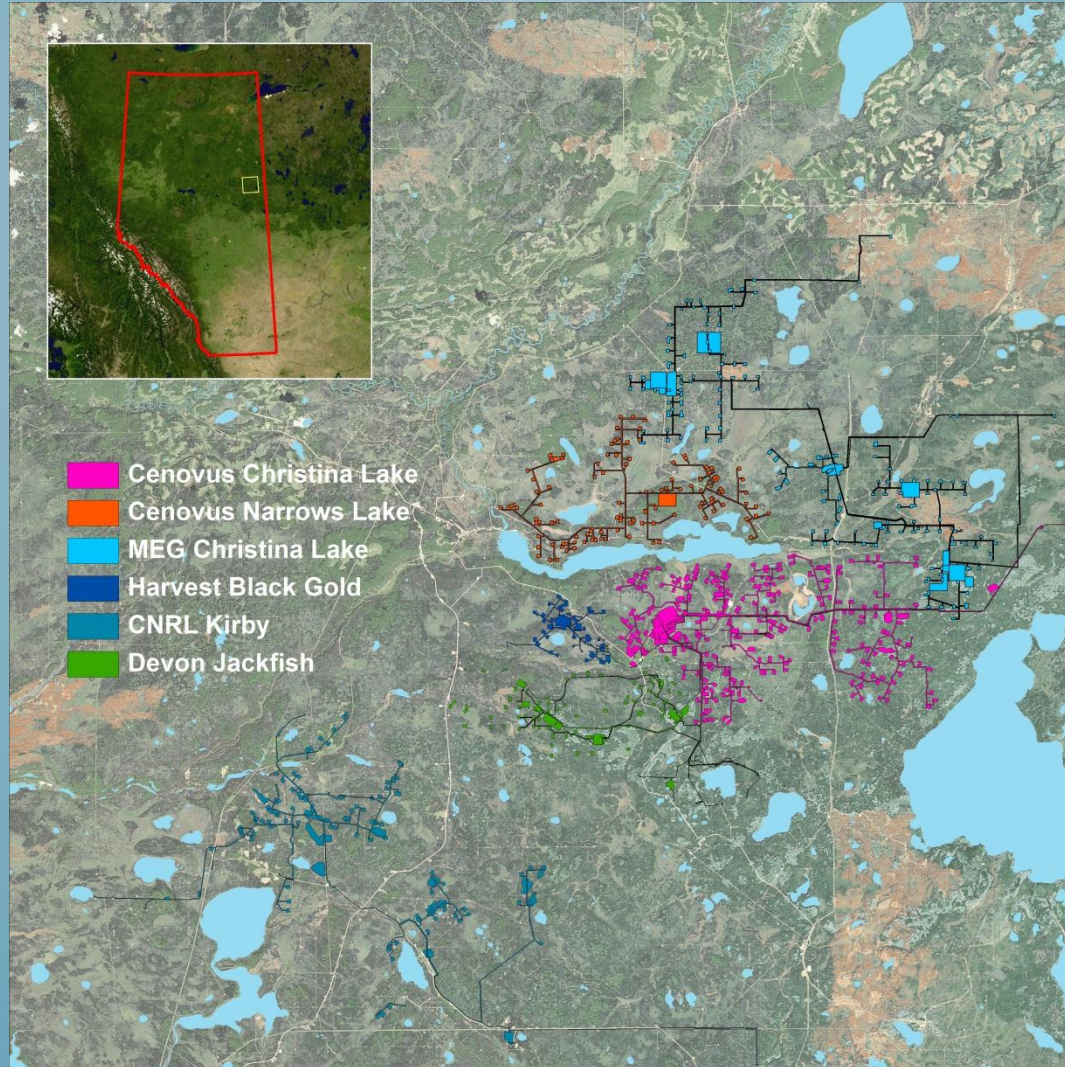 Cenovus Christina Lake
Cenovus Narrows Lake
MEG Christina Lake
Harvest Black Gold
CNRL Kirby
Devon Jackfish